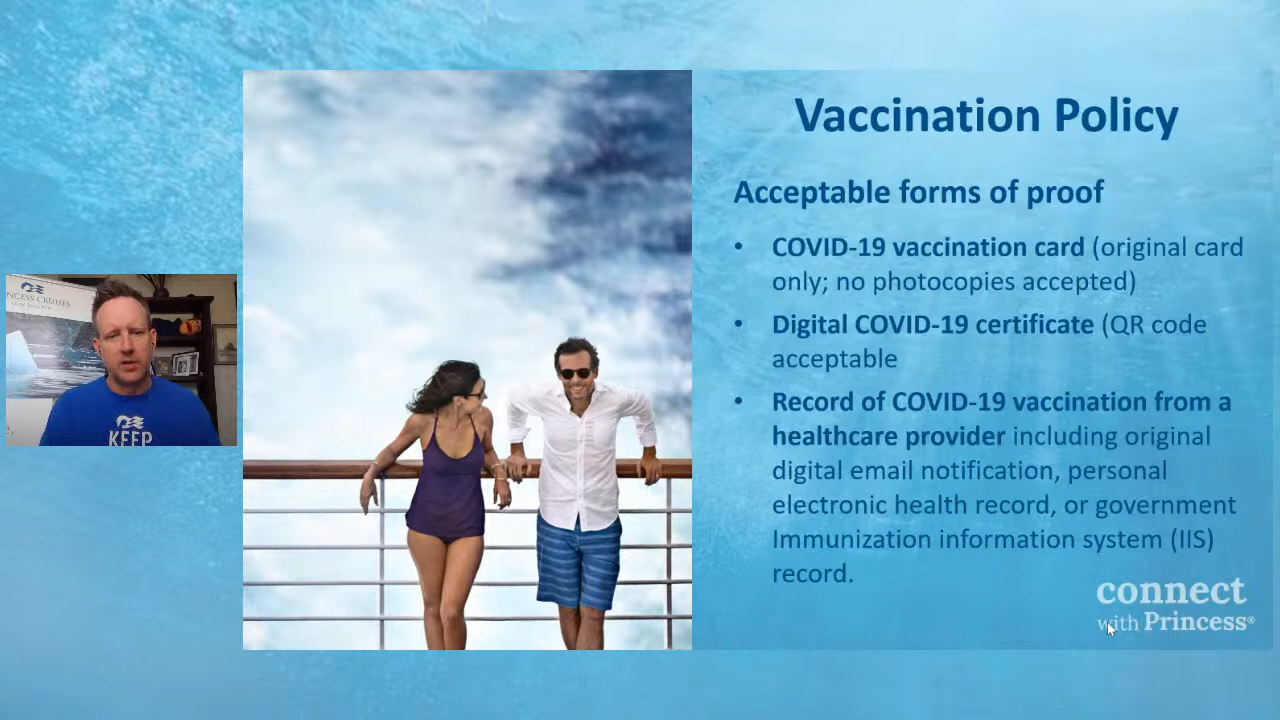 Vaccination Policy
Acceptable forms of proof
• COVID-19 vaccination card (original card
only; no photocopies accepted)
• Digital COVID-19 certificate (QR code
acceptable
• Record of COVID-19 vaccination from a
healthcare provider including original
digital email notification, personal
electronic health record, or government
Immunization information system (IIS)
record.
connect
with Princess®
NCESS CRUISES
KEEP